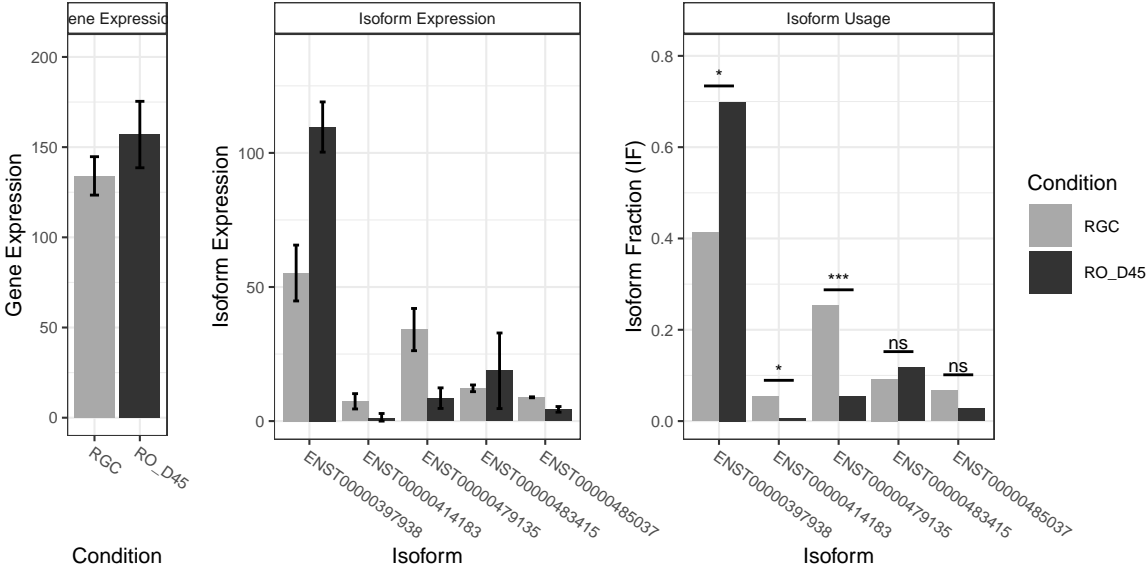 ene Expressio
Gene Expression
200
150
100
50
0
RGC
RO_D45
Condition
Isoform Expression
Isoform Expression
100
50
0
ENST00000397938
ENST00000414183
ENST00000479135
ENST00000483415
ENST00000485037
Isoform
Isoform Usage
Isoform Fraction (IF)
0.8
0.6
0.4
0.2
0.0
*
*
***
ns
ns
ENST00000397938
ENST00000414183
ENST00000479135
ENST00000483415
ENST00000485037
Isoform
Condition
RGC
RO_D45